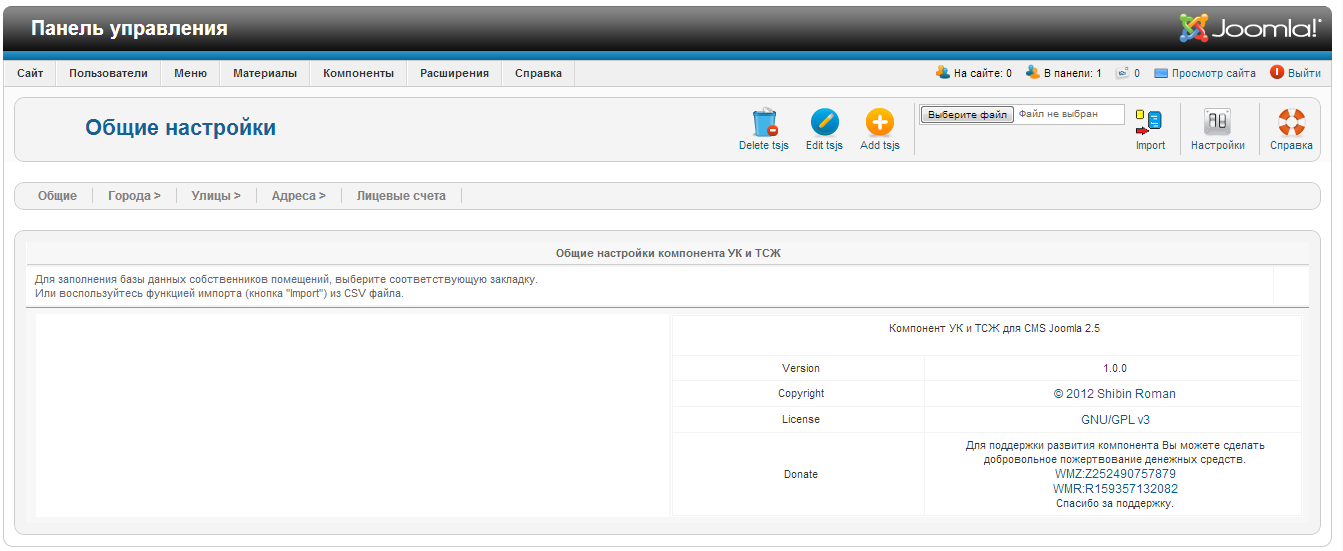 Панель управления
Joomla!®
Сайт Пользователи Меню Материалы Компоненты Расширения Справка На сайте: 0 В панели: 1 0 Просмотр сайта Выйти
Общие настройки
Delete tsjs Edit tsjs Add tsjs Выберите файл Файл не выбран Import Настройки Справка
Общие Города > Улицы > Адреса > Лицевые счета
Общие настройки компонента УК и ТСЖ
Для заполнения базы данных собственников помещений, выберите соответствующую закладку.
Или воспользуйтесь функцией импорта (кнопка "Import") из CSV файла.
Компонент УК и ТСЖ для CMS Joomla 2.5
Version 1.0.0
Copyright © 2012 Shibin Roman
License GNU/GPL v3
Donate
Для поддержки развития компонента Вы можете сделать
добровольное пожертвование денежных средств.
WMZ:Z252490757879
WMR:R159357132082
Спасибо за поддержку.